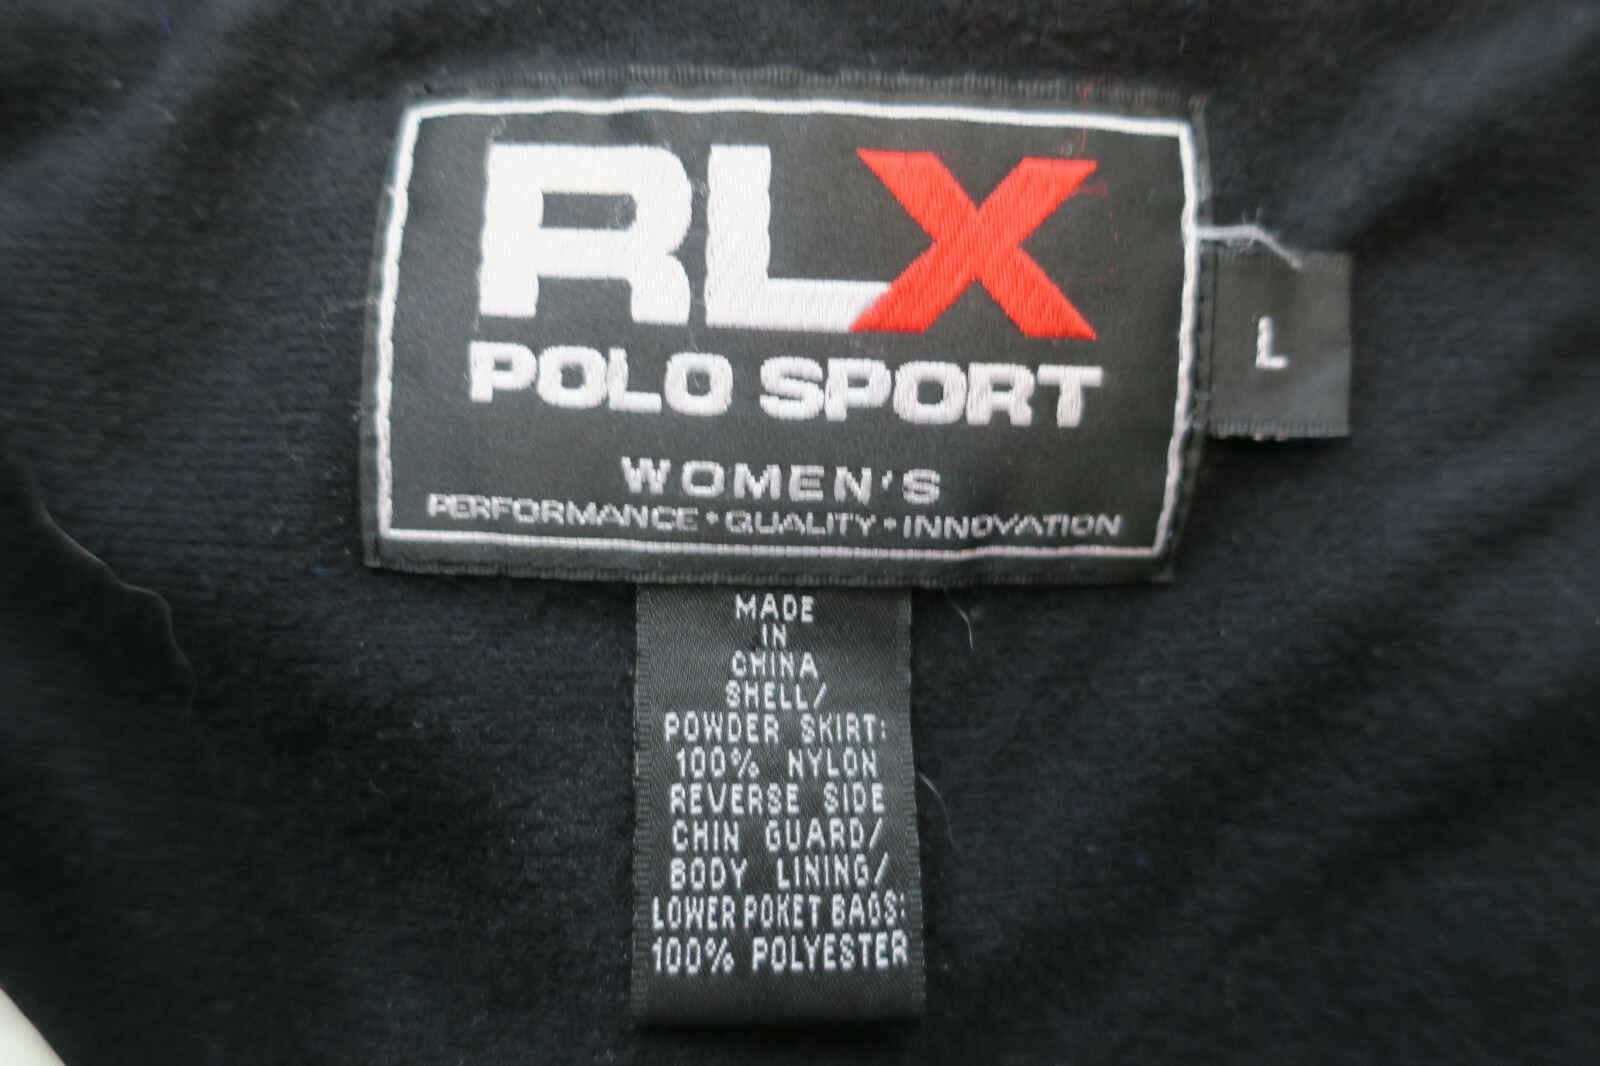 RLX
POLO SPORT
WOMEN'S
PERFORMANCE • QUALITY • INNOVATION
L
MADE
IN
CHINA
SHELL/
POWDER SKIRT:
100% NYLON
REVERSE SIDE
CHIN GUARD/
BODY LINING/
LOWER POKET BAGS:
100% POLYESTER